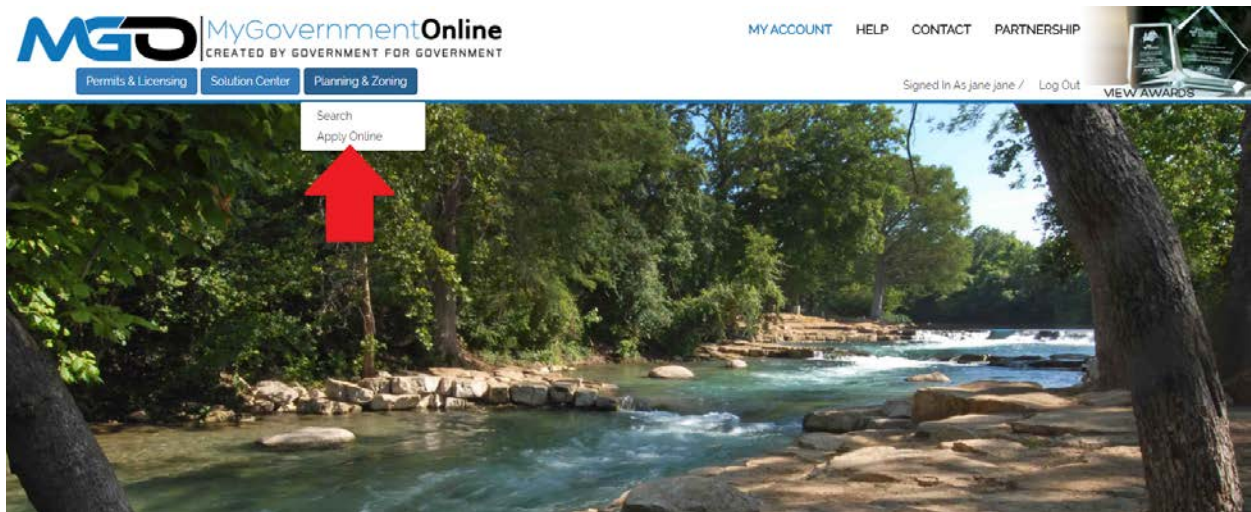 MGO MyGovernmentOnline
CREATED BY GOVERNMENT FOR GOVERNMENT
MY ACCOUNT HELP CONTACT PARTNERSHIP
Permits & Licensing Solution Center Planning & Zoning
Signed In As jane jane / Log Out
VIEW AWARDS
Search
Apply Online